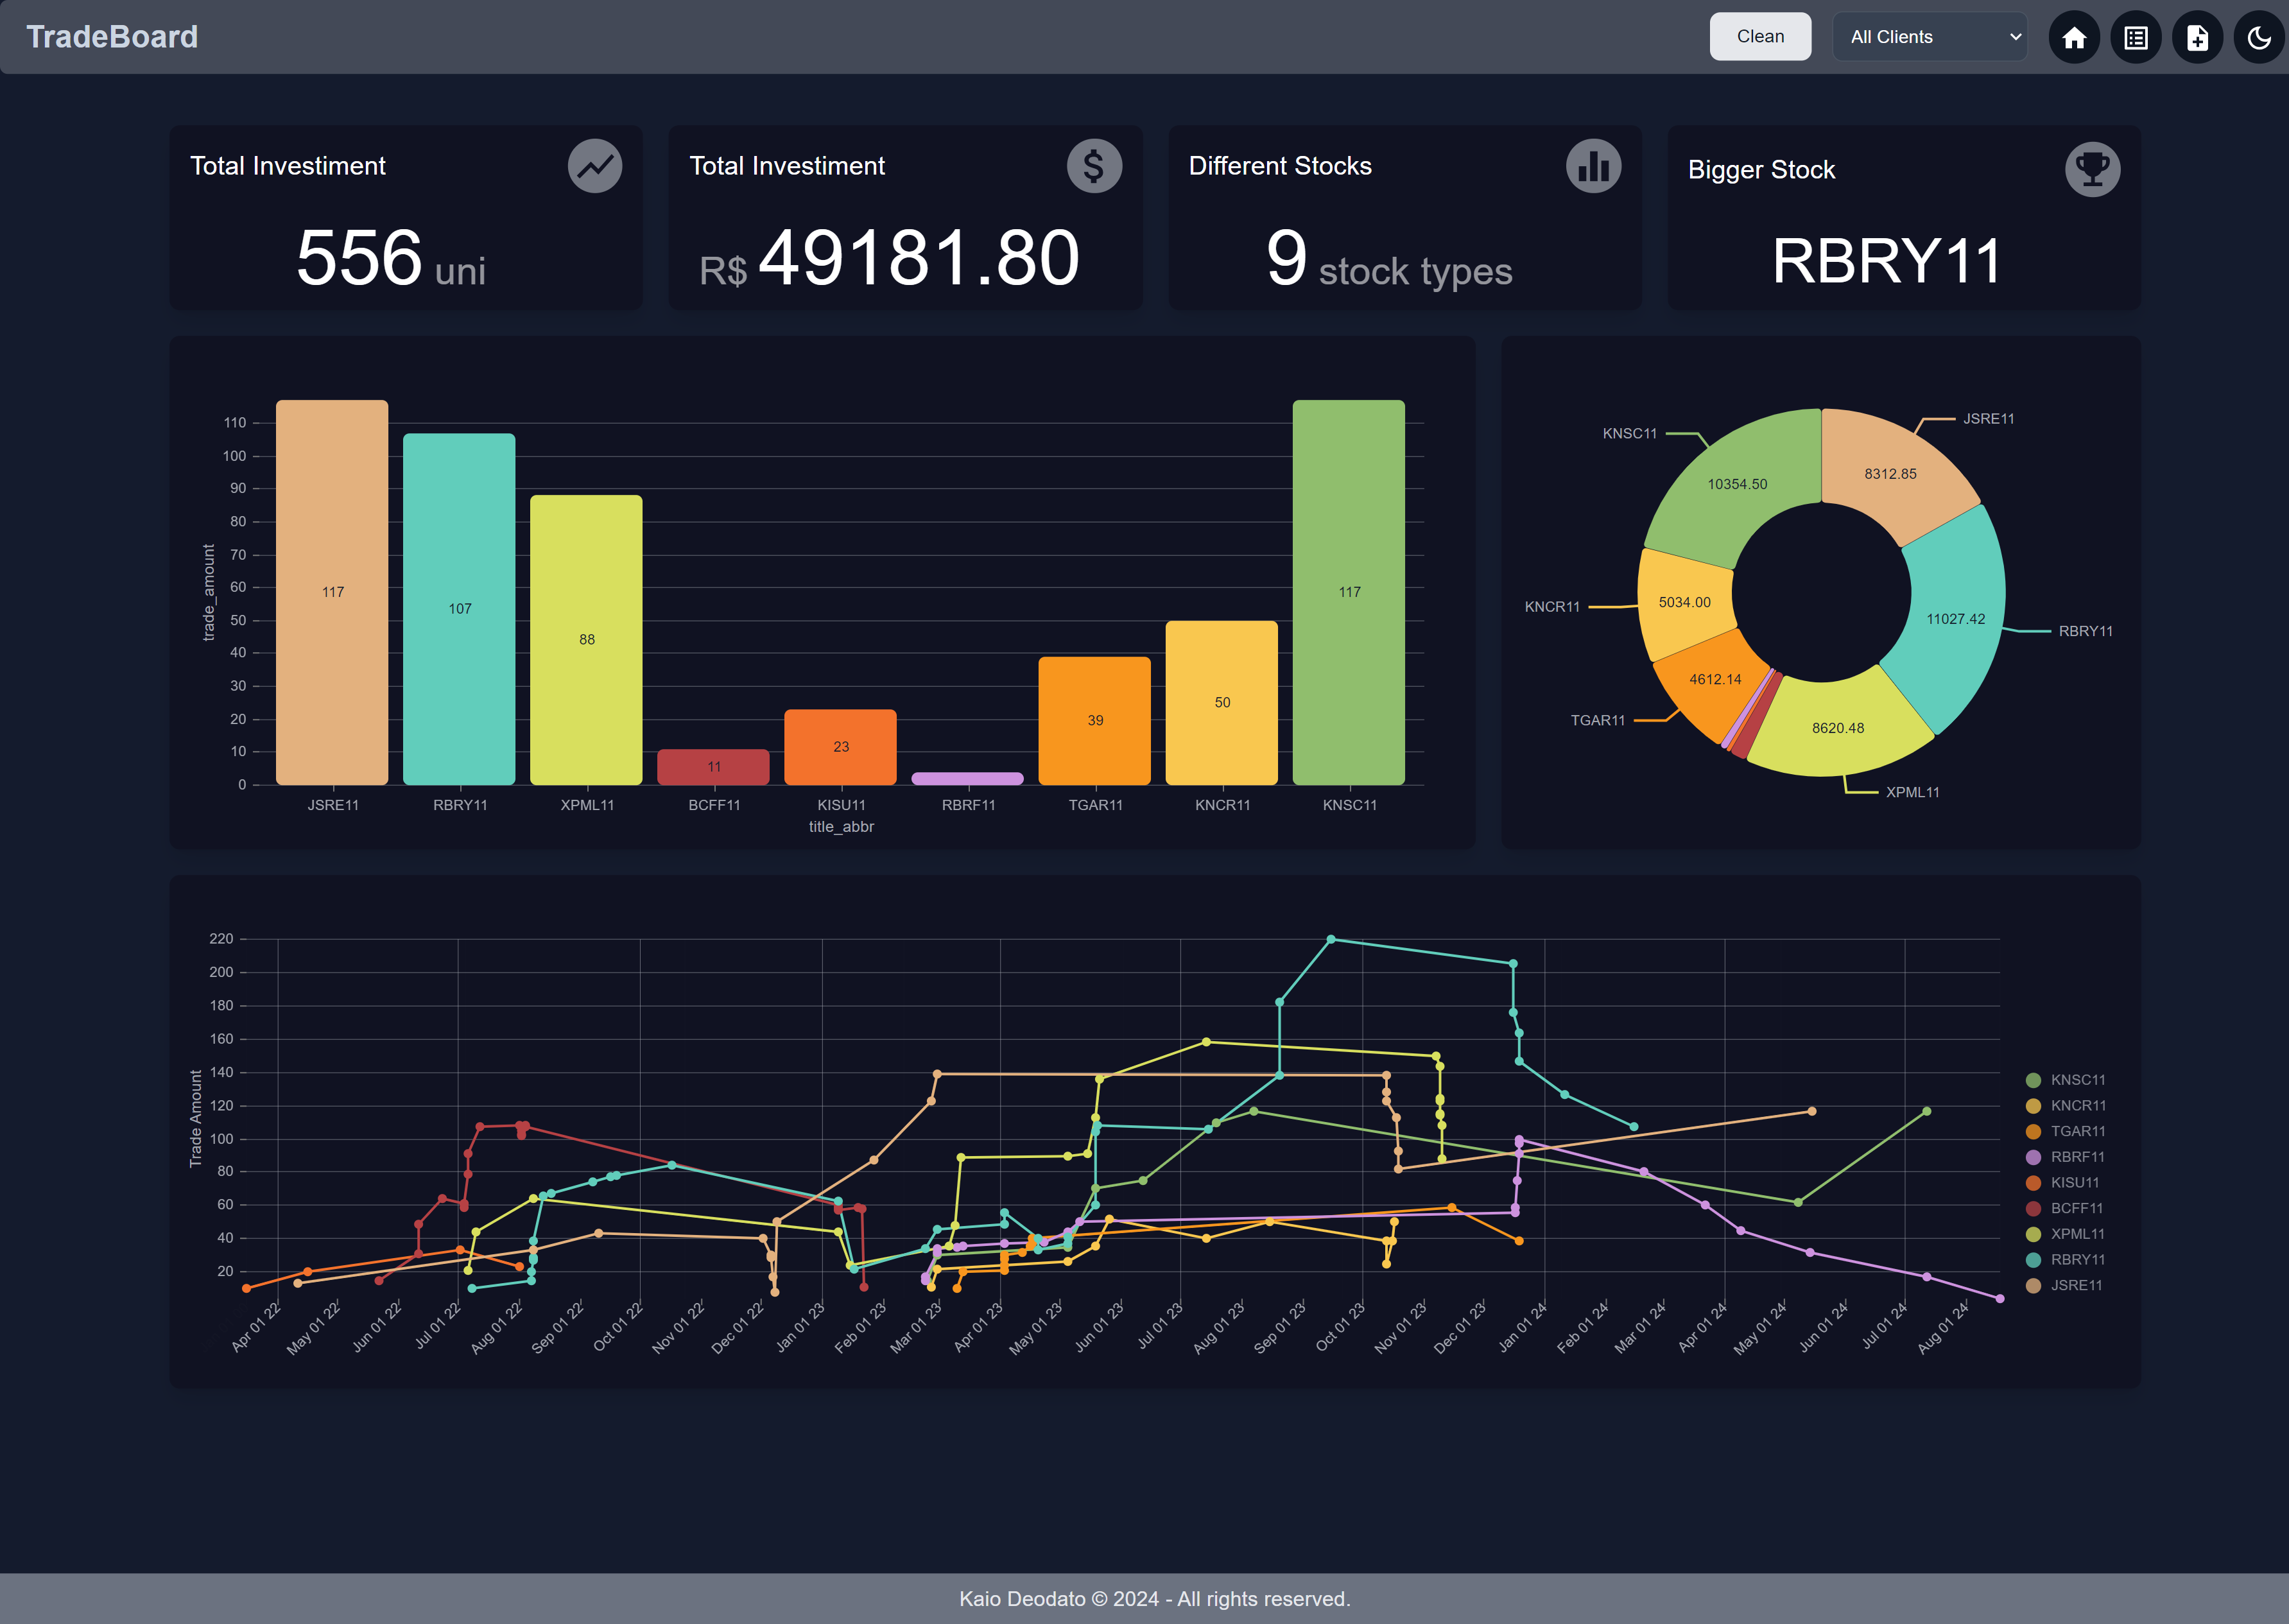 TradeBoard
Clean
All Clients
Total Investiment
556 uni
Total Investiment
R$ 49181.80
Different Stocks
9 stock types
Bigger Stock
RBRY11
110
100
90
80
70
60
50
40
30
20
10
0
trade_amount
117
107
88
11
23
39
50
117
JSRE11
RBRY11
XPML11
BCFF11
KISU11
RBRF11
TGAR11
KNCR11
KNSC11
title_abbr
KNSC11
JSRE11
10354.50
8312.85
KNCR11
5034.00
11027.42
RBRY11
4612.14
TGAR11
8620.48
XPML11
220
200
180
160
140
120
100
80
60
40
20
Trade Amount
Apr 01 22
May 01 22
Jun 01 22
Jul 01 22
Aug 01 22
Sep 01 22
Oct 01 22
Nov 01 22
Dec 01 22
Jan 01 23
Feb 01 23
Mar 01 23
Apr 01 23
May 01 23
Jun 01 23
Jul 01 23
Aug 01 23
Sep 01 23
Oct 01 23
Nov 01 23
Dec 01 23
Jan 01 24
Feb 01 24
Mar 01 24
Apr 01 24
May 01 24
Jun 01 24
Jul 01 24
Aug 01 24
KNSC11
KNCR11
TGAR11
RBRF11
KISU11
BCFF11
XPML11
RBRY11
JSRE11
Kaio Deodato © 2024 - All rights reserved.